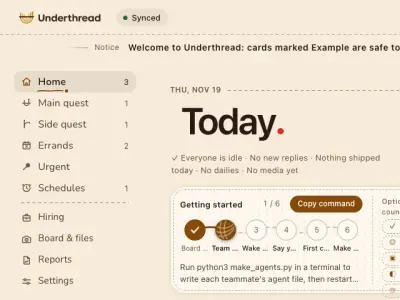 Underthread
Synced
Notice Welcome to Underthread: cards marked Example are safe to
Home 3
Main quest 1
Side quest 1
Errands 2
Urgent
Schedules 1
Hiring
Board & files
Reports
Settings
THU, NOV 19
Today.
✓ Everyone is idle · No new replies · Nothing shipped
today · No dailies · No media yet
Getting started 1 / 6 Copy command
3 4 5 6
Board ... Team ... Wake ... Say y... First c... Make ...
Run python3 make_agents.py in a terminal to
write each teammate's agent file, then restart...
Optio
coun